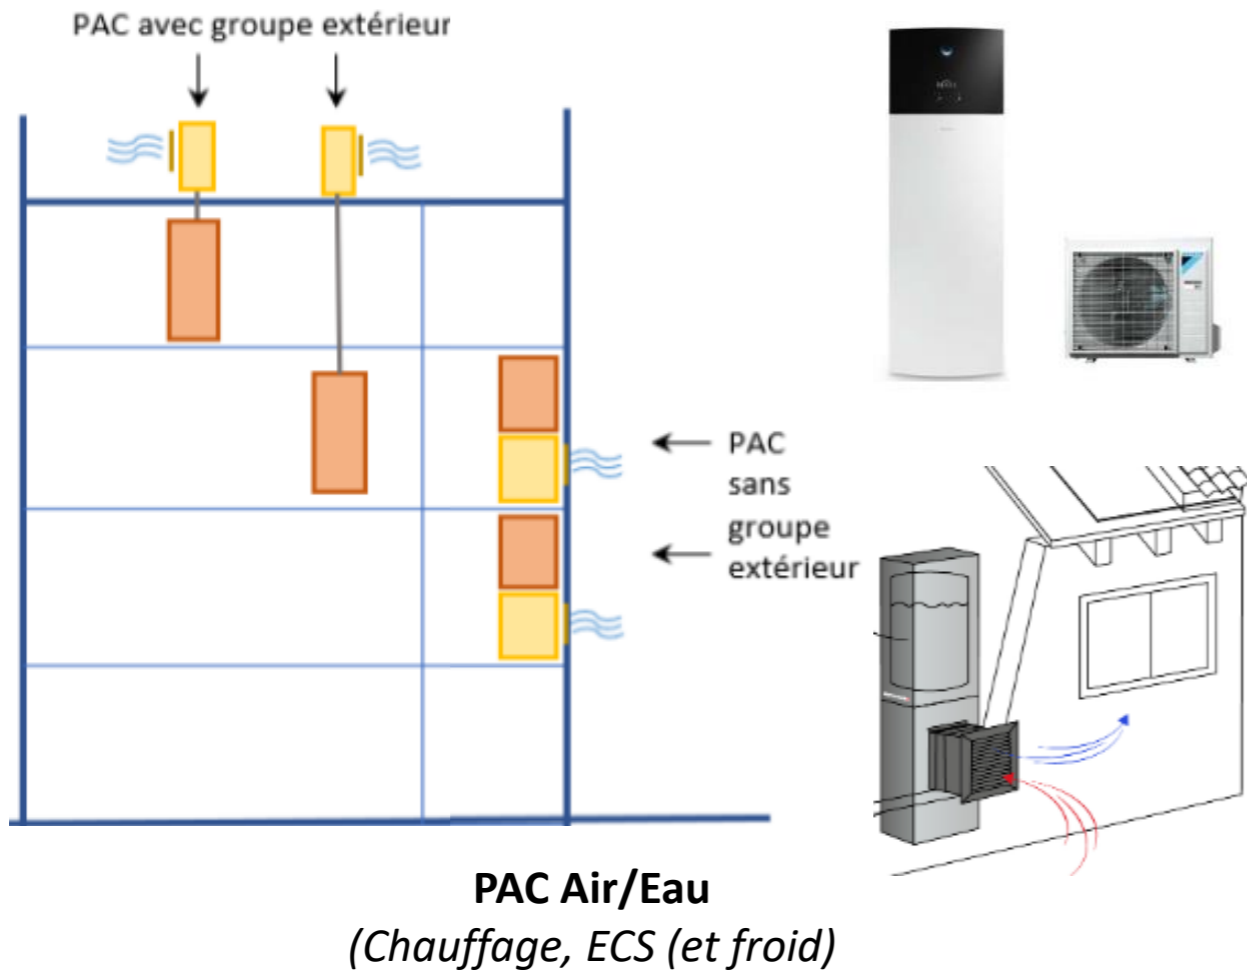 PAC avec groupe extérieur
PAC
sans
groupe
extérieur
PAC Air/Eau
(Chauffage, ECS (et froid)